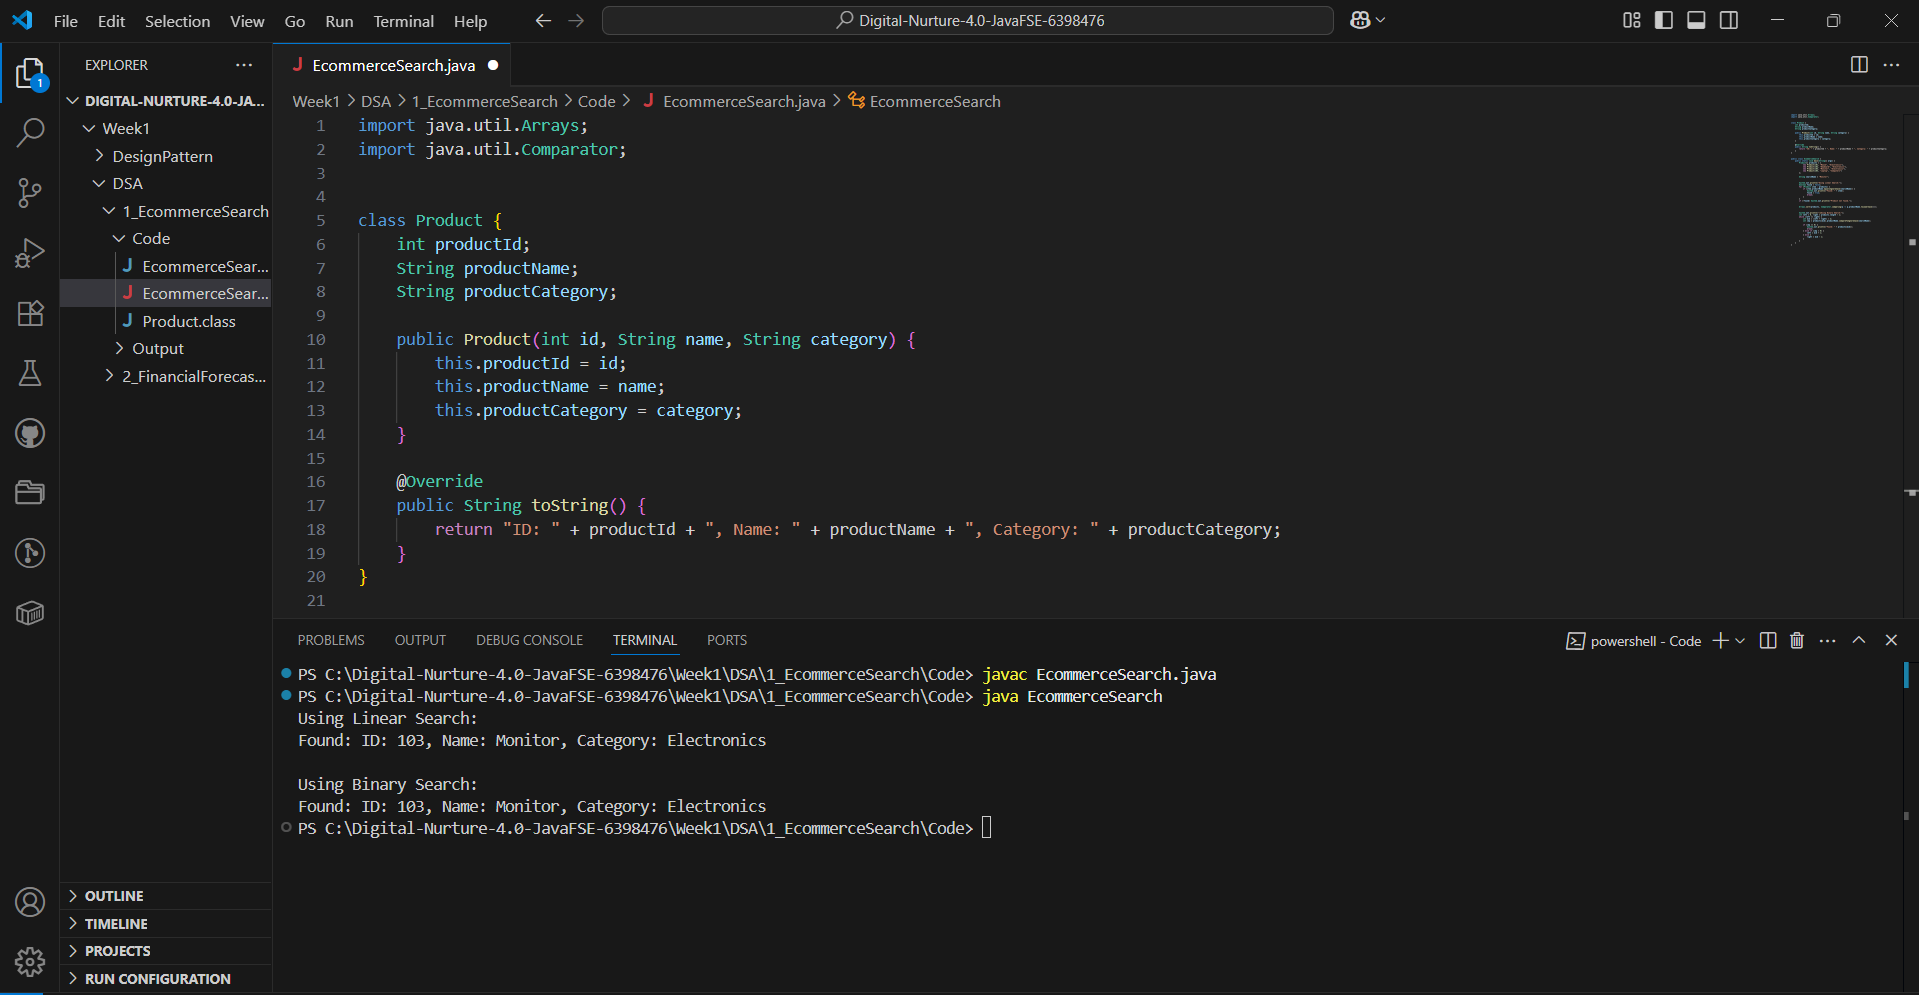 File Edit Selection View Go Run Terminal Help
Digital-Nurture-4.0-JavaFSE-6398476
1
EXPLORER
DIGITAL-NURTURE-4.0-JA...
Week1
DesignPattern
DSA
1_EcommerceSearch
Code
EcommerceSear...
EcommerceSear...
Product.class
Output
2_FinancialForecas...
OUTLINE
TIMELINE
PROJECTS
RUN CONFIGURATION
J EcommerceSearch.java
Week1 > DSA > 1_EcommerceSearch > Code > J EcommerceSearch.java > EcommerceSearch
1 import java.util.Arrays;
2 import java.util.Comparator;
3
4
5 class Product {
6 int productId;
7 String productName;
8 String productCategory;
9
10 public Product(int id, String name, String category) {
11 this.productId = id;
12 this.productName = name;
13 this.productCategory = category;
14 }
15
16 @Override
17 public String toString() {
18 return "ID: " + productId + ", Name: " + productName + ", Category: " + productCategory;
19 }
20 }
21
PROBLEMS OUTPUT DEBUG CONSOLE TERMINAL PORTS
powershell - Code
PS C:\Digital-Nurture-4.0-JavaFSE-6398476\Week1\DSA\1_EcommerceSearch\Code> javac EcommerceSearch.java
PS C:\Digital-Nurture-4.0-JavaFSE-6398476\Week1\DSA\1_EcommerceSearch\Code> java EcommerceSearch
Using Linear Search:
Found: ID: 103, Name: Monitor, Category: Electronics
Using Binary Search:
Found: ID: 103, Name: Monitor, Category: Electronics
PS C:\Digital-Nurture-4.0-JavaFSE-6398476\Week1\DSA\1_EcommerceSearch\Code>